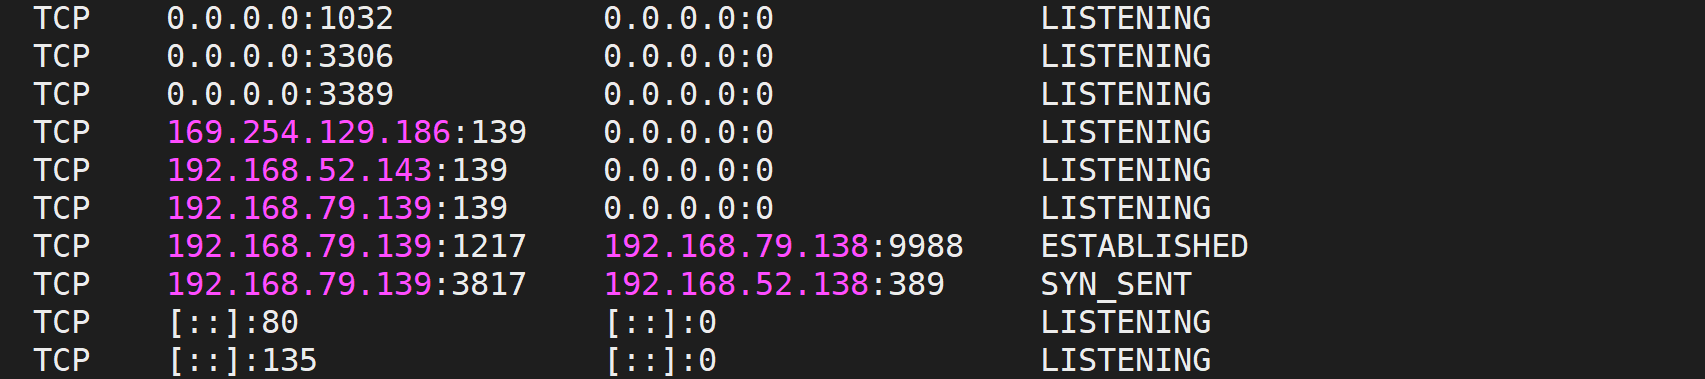 TCP 0.0.0.0:1032 0.0.0.0:0 LISTENING
TCP 0.0.0.0:3306 0.0.0.0:0 LISTENING
TCP 0.0.0.0:3389 0.0.0.0:0 LISTENING
TCP 169.254.129.186:139 0.0.0.0:0 LISTENING
TCP 192.168.52.143:139 0.0.0.0:0 LISTENING
TCP 192.168.79.139:139 0.0.0.0:0 LISTENING
TCP 192.168.79.139:1217 192.168.79.138:9988 ESTABLISHED
TCP 192.168.79.139:3817 192.168.52.138:389 SYN_SENT
TCP [::]:80 [::]:0 LISTENING
TCP [::]:135 [::]:0 LISTENING